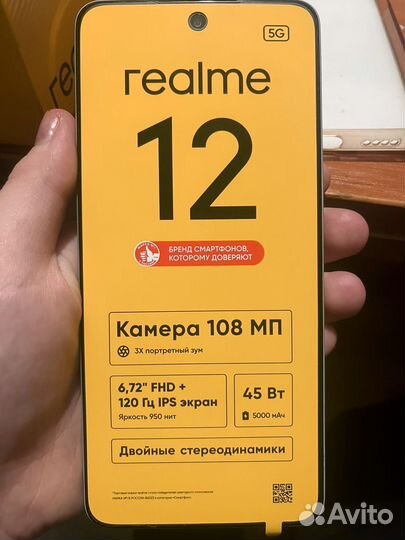 5G
realme
12
БРЕНД СМАРТФОНОВ,
КОТОРОМУ ДОВЕРЯЮТ
Камера 108 МП
3X портретный зум
6,72" FHD +
120 Гц IPS экран
Яркость 950 нит
45 Вт
5000 мАч
Двойные стереодинамики
Avito